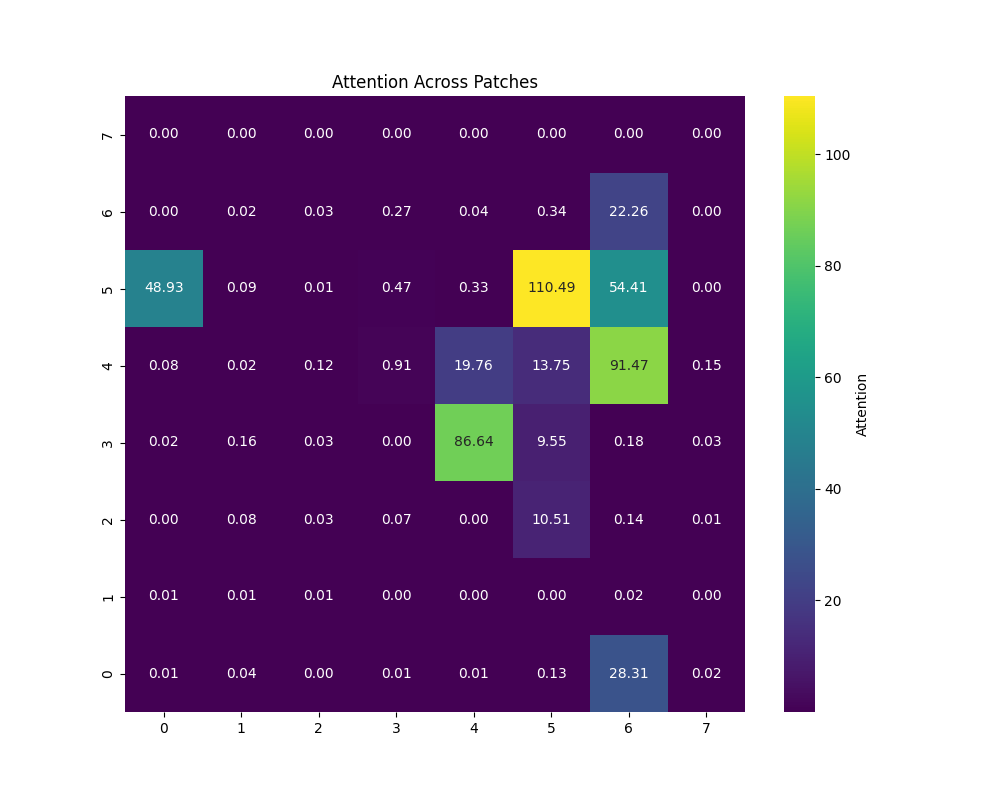 Attention Across Patches
7 0.00 0.00 0.00 0.00 0.00 0.00 0.00 0.00
6 0.00 0.02 0.03 0.27 0.04 0.34 22.26 0.00
5 48.93 0.09 0.01 0.47 0.33 110.49 54.41 0.00
4 0.08 0.02 0.12 0.91 19.76 13.75 91.47 0.15
3 0.02 0.16 0.03 0.00 86.64 9.55 0.18 0.03
2 0.00 0.08 0.03 0.07 0.00 10.51 0.14 0.01
1 0.01 0.01 0.01 0.00 0.00 0.00 0.02 0.00
0 0.01 0.04 0.00 0.01 0.01 0.13 28.31 0.02
0 1 2 3 4 5 6 7
100
80
60
40
20
Attention